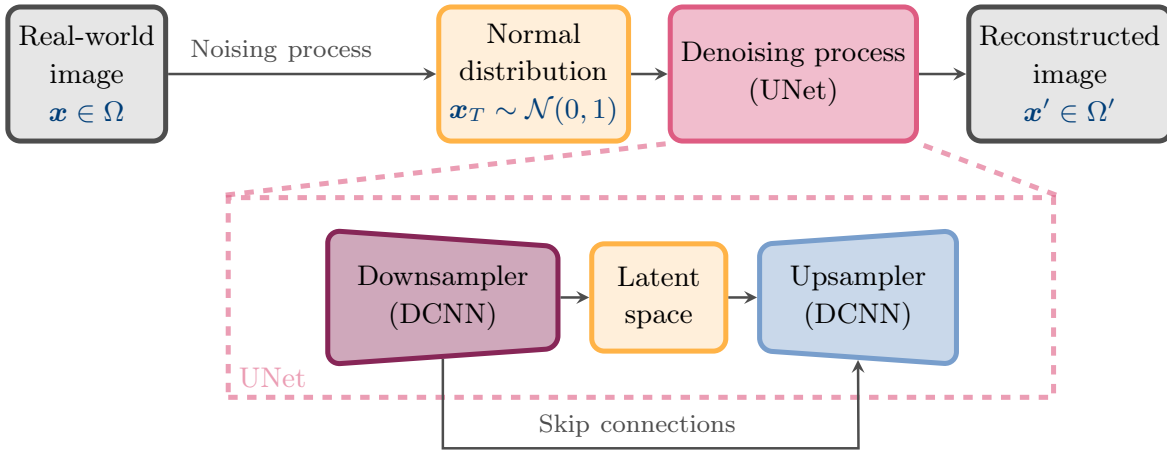 Real-world
image
𝒙 ∈ Ω
Noising process
Normal
distribution
𝒙_T ∼ 𝒩(0, 1)
Denoising process
(UNet)
Reconstructed
image
𝒙′ ∈ Ω′
Downsampler
(DCNN)
Latent
space
Upsampler
(DCNN)
UNet
Skip connections